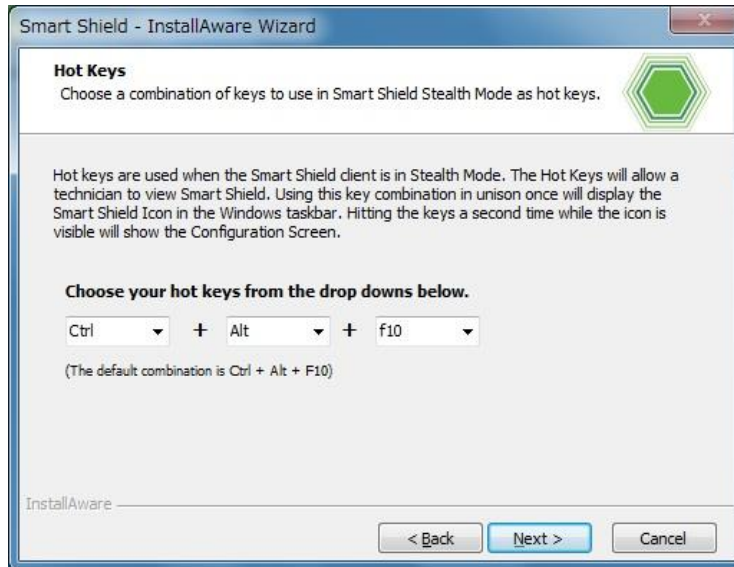 Smart Shield - InstallAware Wizard
Hot Keys
Choose a combination of keys to use in Smart Shield Stealth Mode as hot keys.
Hot keys are used when the Smart Shield client is in Stealth Mode. The Hot Keys will allow a
technician to view Smart Shield. Using this key combination in unison once will display the
Smart Shield Icon in the Windows taskbar. Hitting the keys a second time while the icon is
visible will show the Configuration Screen.
Choose your hot keys from the drop downs below.
Ctrl + Alt + f10
(The default combination is Ctrl + Alt + F10)
InstallAware
< Back Next > Cancel